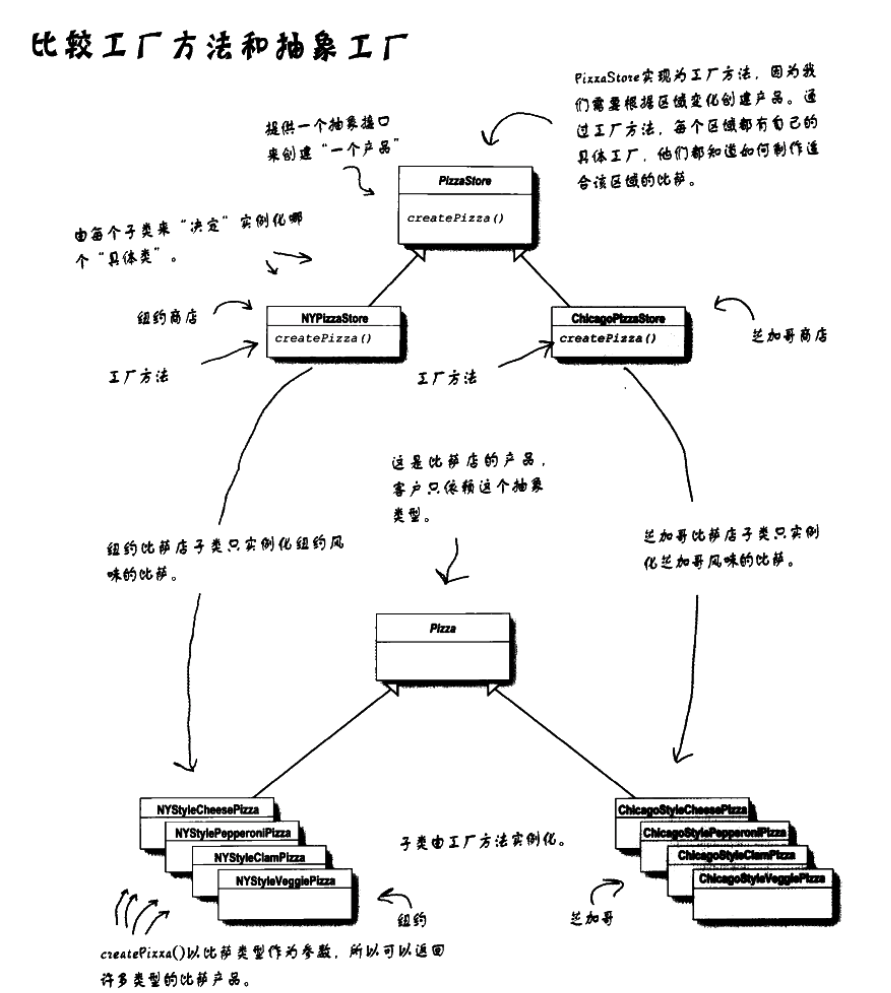 比较工厂方法和抽象工厂
PizzaStore实现为工厂方法，因为我
们需要根据区域变化创建产品。通
过工厂方法，每个区域都有自己的
具体工厂，他们都知道如何制作适
合该区域的比萨。
提供一个抽象接口
来创建“一个产品”
PizzaStore
createPizza()
由每个子类来“决定”实例化哪
个“具体类”。
纽约商店
NYPizzaStore
createPizza()
工厂方法
ChicagoPizzaStore
createPizza()
芝加哥商店
工厂方法
这是比萨店的产品，
客户只依赖这个抽象
类型。
纽约比萨店子类只实例化纽约风
味的比萨。
芝加哥比萨店子类只实例
化芝加哥风味的比萨。
Pizza
NYStyleCheesePizza
NYStylePepperoniPizza
NYStyleClamPizza
NYStyleVeggiePizza
子类由工厂方法实例化。
ChicagoStyleCheesePizza
ChicagoStylePepperoniPizza
ChicagoStyleClamPizza
ChicagoStyleVeggiePizza
纽约
芝加哥
createPizza()以比萨类型作为参数，所以可以返回
许多类型的比萨产品。